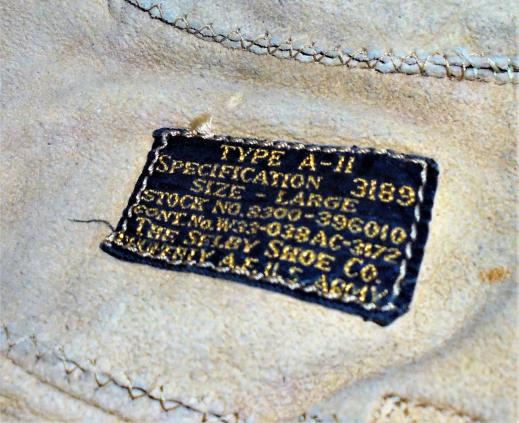 TYPE A-11
SPECIFICATION 3189
SIZE - LARGE
STOCK NO. 8300-396010
CONT. No. W33-038 AC-3172
THE SELBY SHOE CO.
PROPERTY A.F. U.S. ARMY